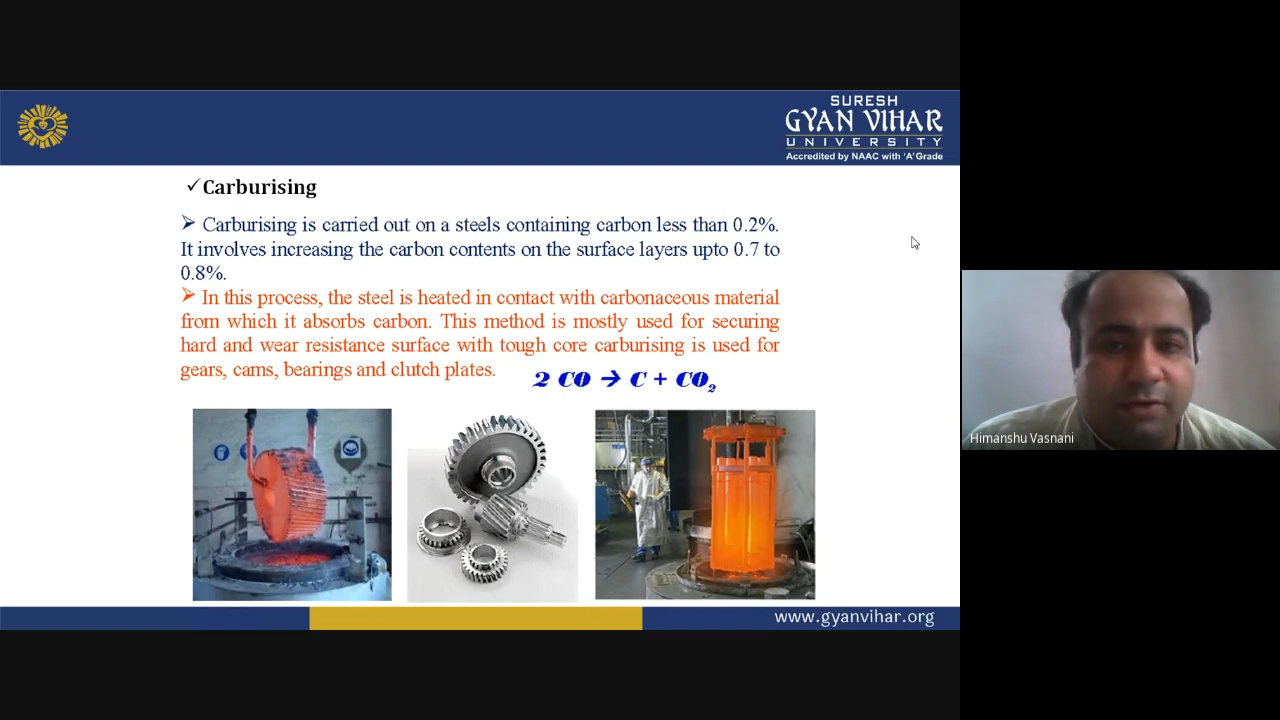 SURESH
GYAN VIHAR
UNIVERSITY
Accredited by NAAC with 'A' Grade
✓Carburising
➢ Carburising is carried out on a steels containing carbon less than 0.2%.
It involves increasing the carbon contents on the surface layers upto 0.7 to
0.8%.
➢ In this process, the steel is heated in contact with carbonaceous material
from which it absorbs carbon. This method is mostly used for securing
hard and wear resistance surface with tough core carburising is used for
gears, cams, bearings and clutch plates.
2 CO → C + CO₂
Himanshu Vasnani
www.gyanvihar.org